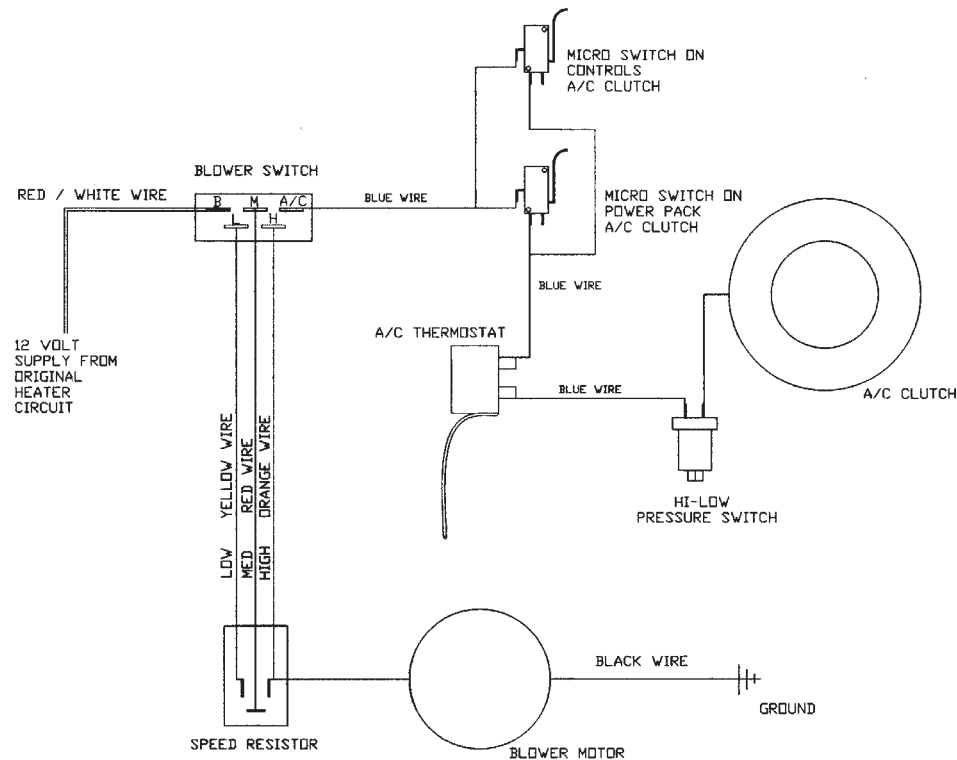 MICRO SWITCH ON
CONTROLS
A/C CLUTCH
BLOWER SWITCH
RED / WHITE WIRE
B M A/C
L H
BLUE WIRE
MICRO SWITCH ON
POWER PACK
A/C CLUTCH
BLUE WIRE
A/C THERMOSTAT
12 VOLT
SUPPLY FROM
ORIGINAL
HEATER
CIRCUIT
BLUE WIRE
A/C CLUTCH
LOW YELLOW WIRE
MED RED WIRE
HIGH ORANGE WIRE
HI-LOW
PRESSURE SWITCH
BLACK WIRE
GROUND
SPEED RESISTOR
BLOWER MOTOR